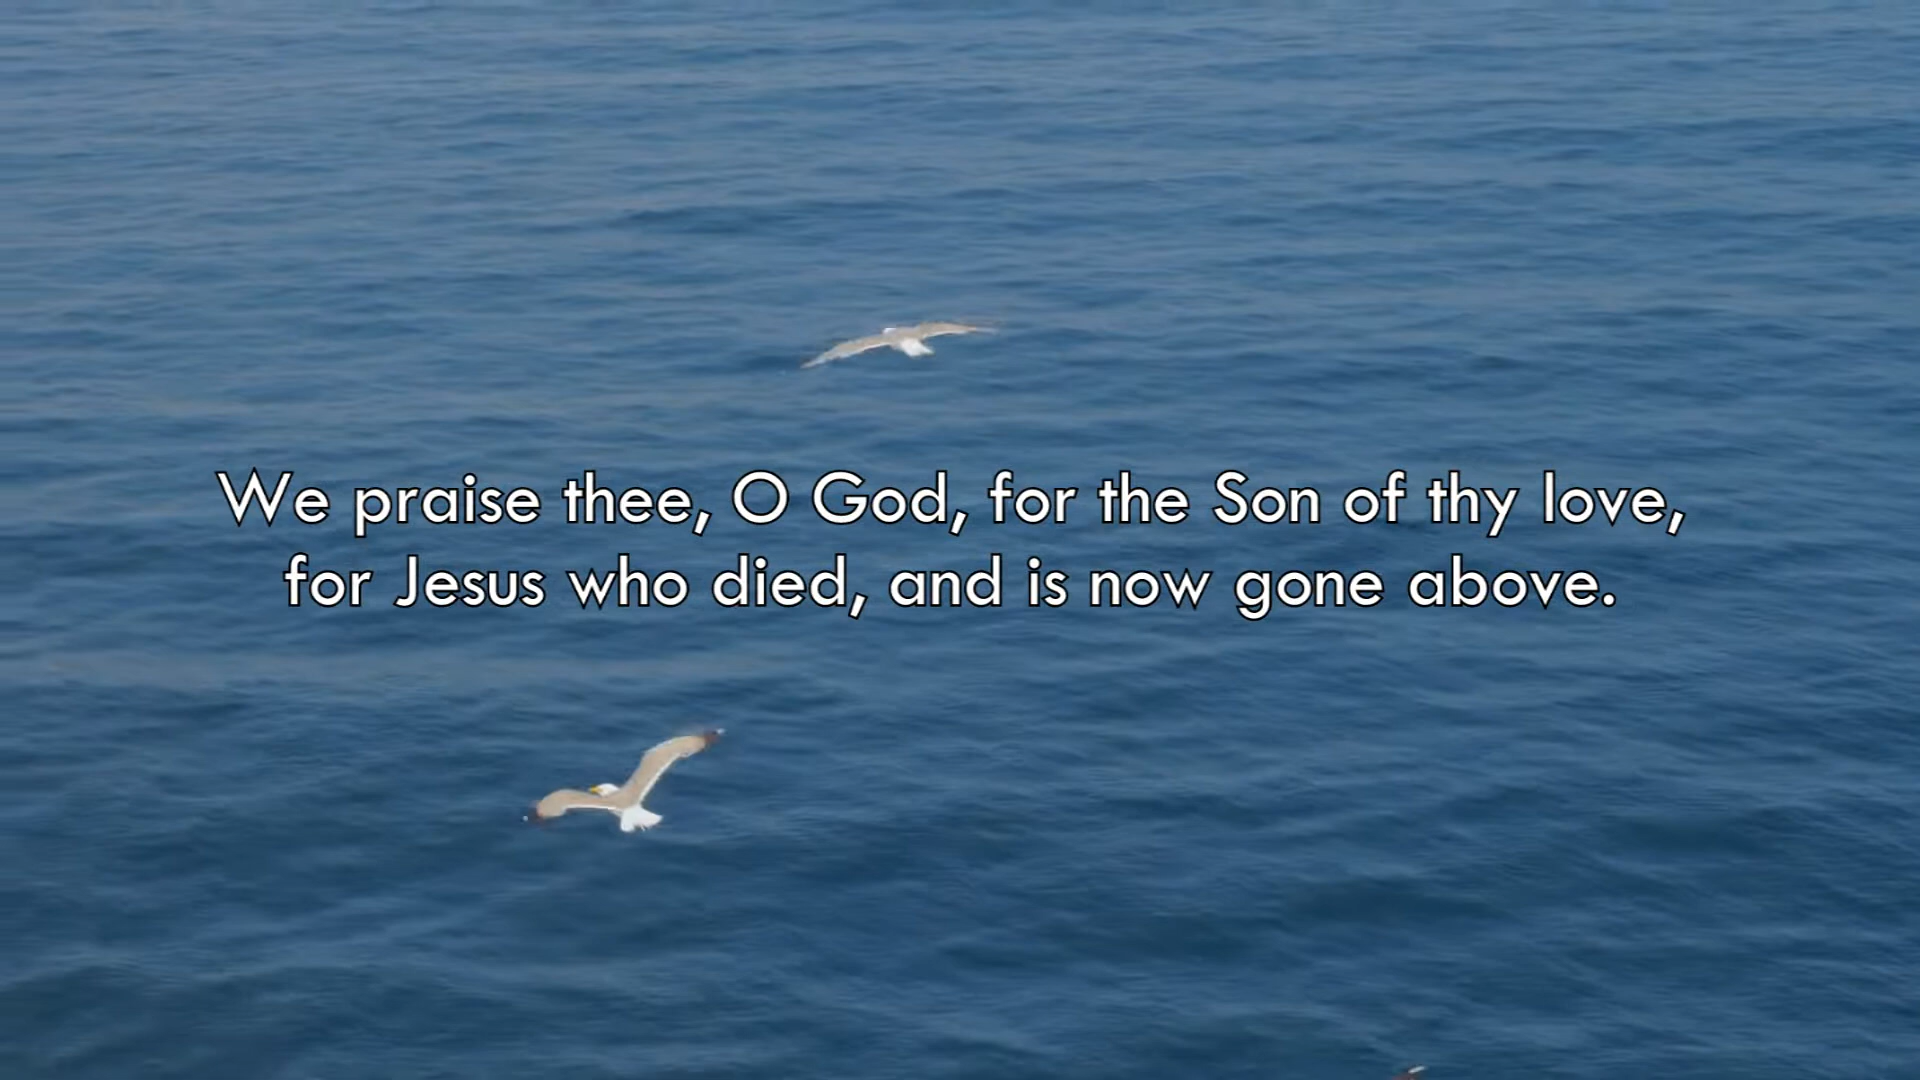 We praise thee, O God, for the Son of thy love,
for Jesus who died, and is now gone above.